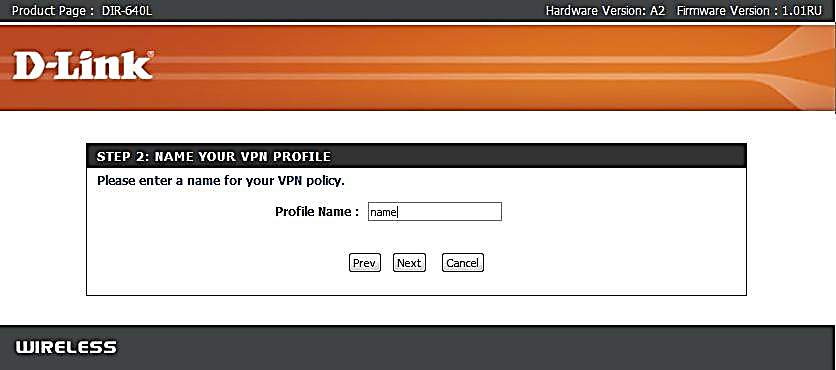 Product Page : DIR-640L Hardware Version: A2 Firmware Version : 1.01RU
D-Link
STEP 2: NAME YOUR VPN PROFILE
Please enter a name for your VPN policy.
Profile Name : name
Prev Next Cancel
WIRELESS